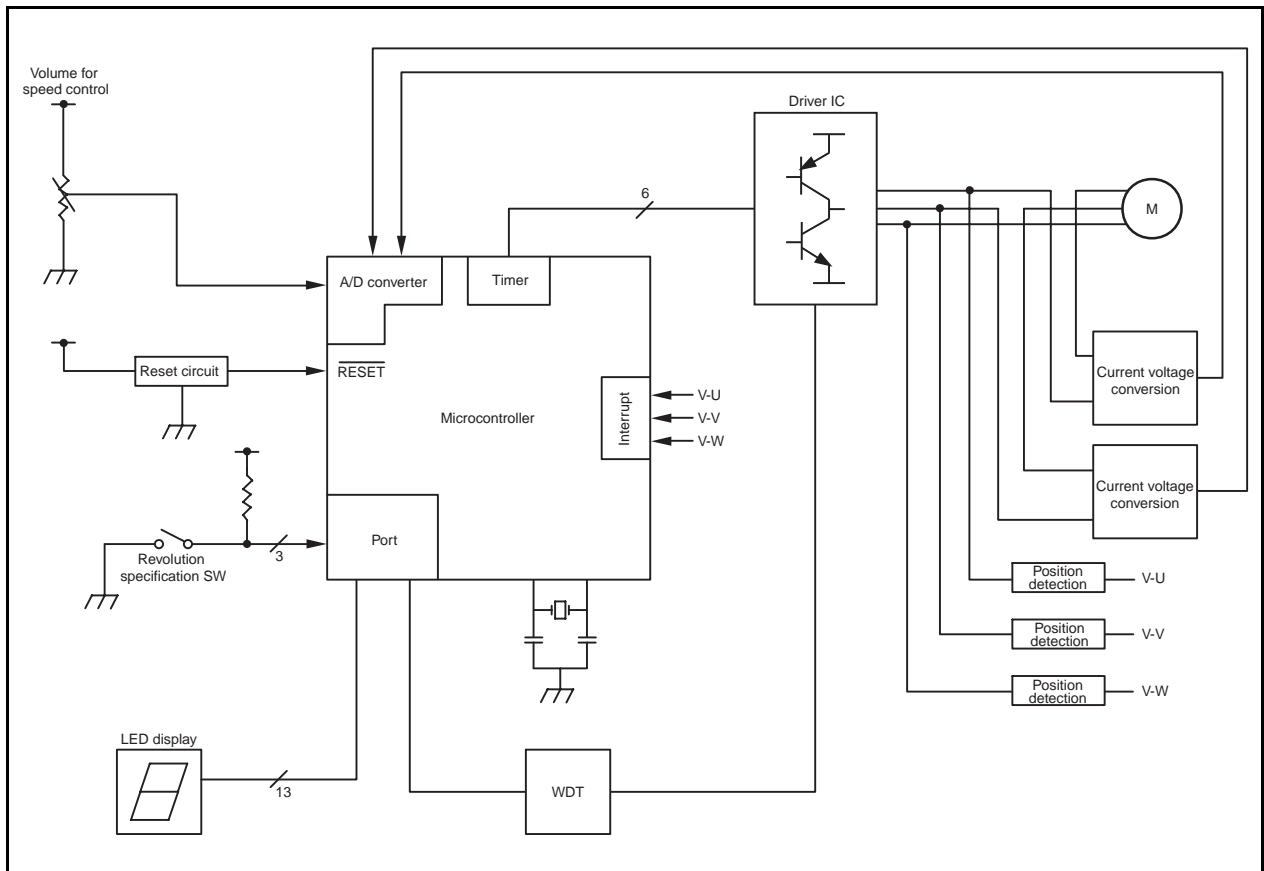 Volume for
speed control
Driver IC
6
M
A/D converter
Timer
Current voltage
conversion
Reset circuit
RESET
Microcontroller
Interrupt
V-U
V-V
V-W
Current voltage
conversion
Port
3
Revolution
specification SW
Position
detection
V-U
Position
detection
V-V
Position
detection
V-W
LED display
13
WDT